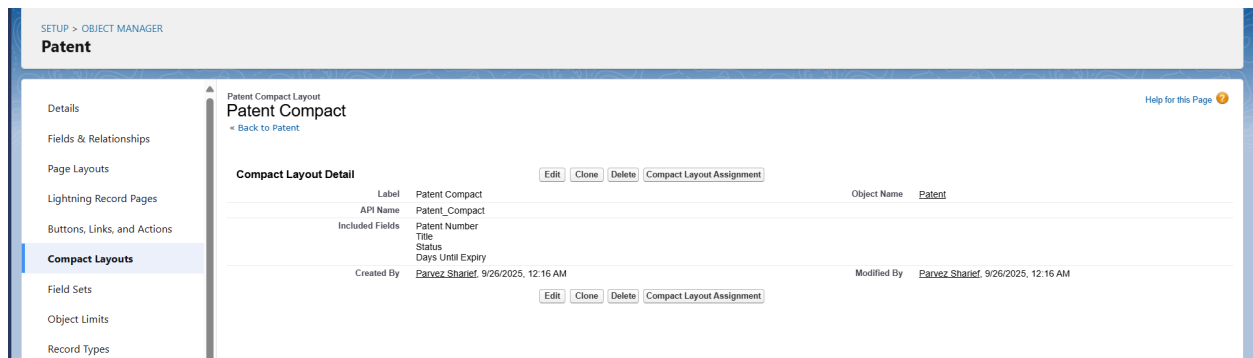 SETUP > OBJECT MANAGER
Patent
Details
Fields & Relationships
Page Layouts
Lightning Record Pages
Buttons, Links, and Actions
Compact Layouts
Field Sets
Object Limits
Record Types
Patent Compact Layout
Patent Compact
« Back to Patent
Help for this Page ?
Compact Layout Detail Edit Clone Delete Compact Layout Assignment
Label Patent Compact Object Name Patent
API Name Patent_Compact
Included Fields Patent Number
Title
Status
Days Until Expiry
Created By Parvez Sharief, 9/26/2025, 12:16 AM Modified By Parvez Sharief, 9/26/2025, 12:16 AM
Edit Clone Delete Compact Layout Assignment